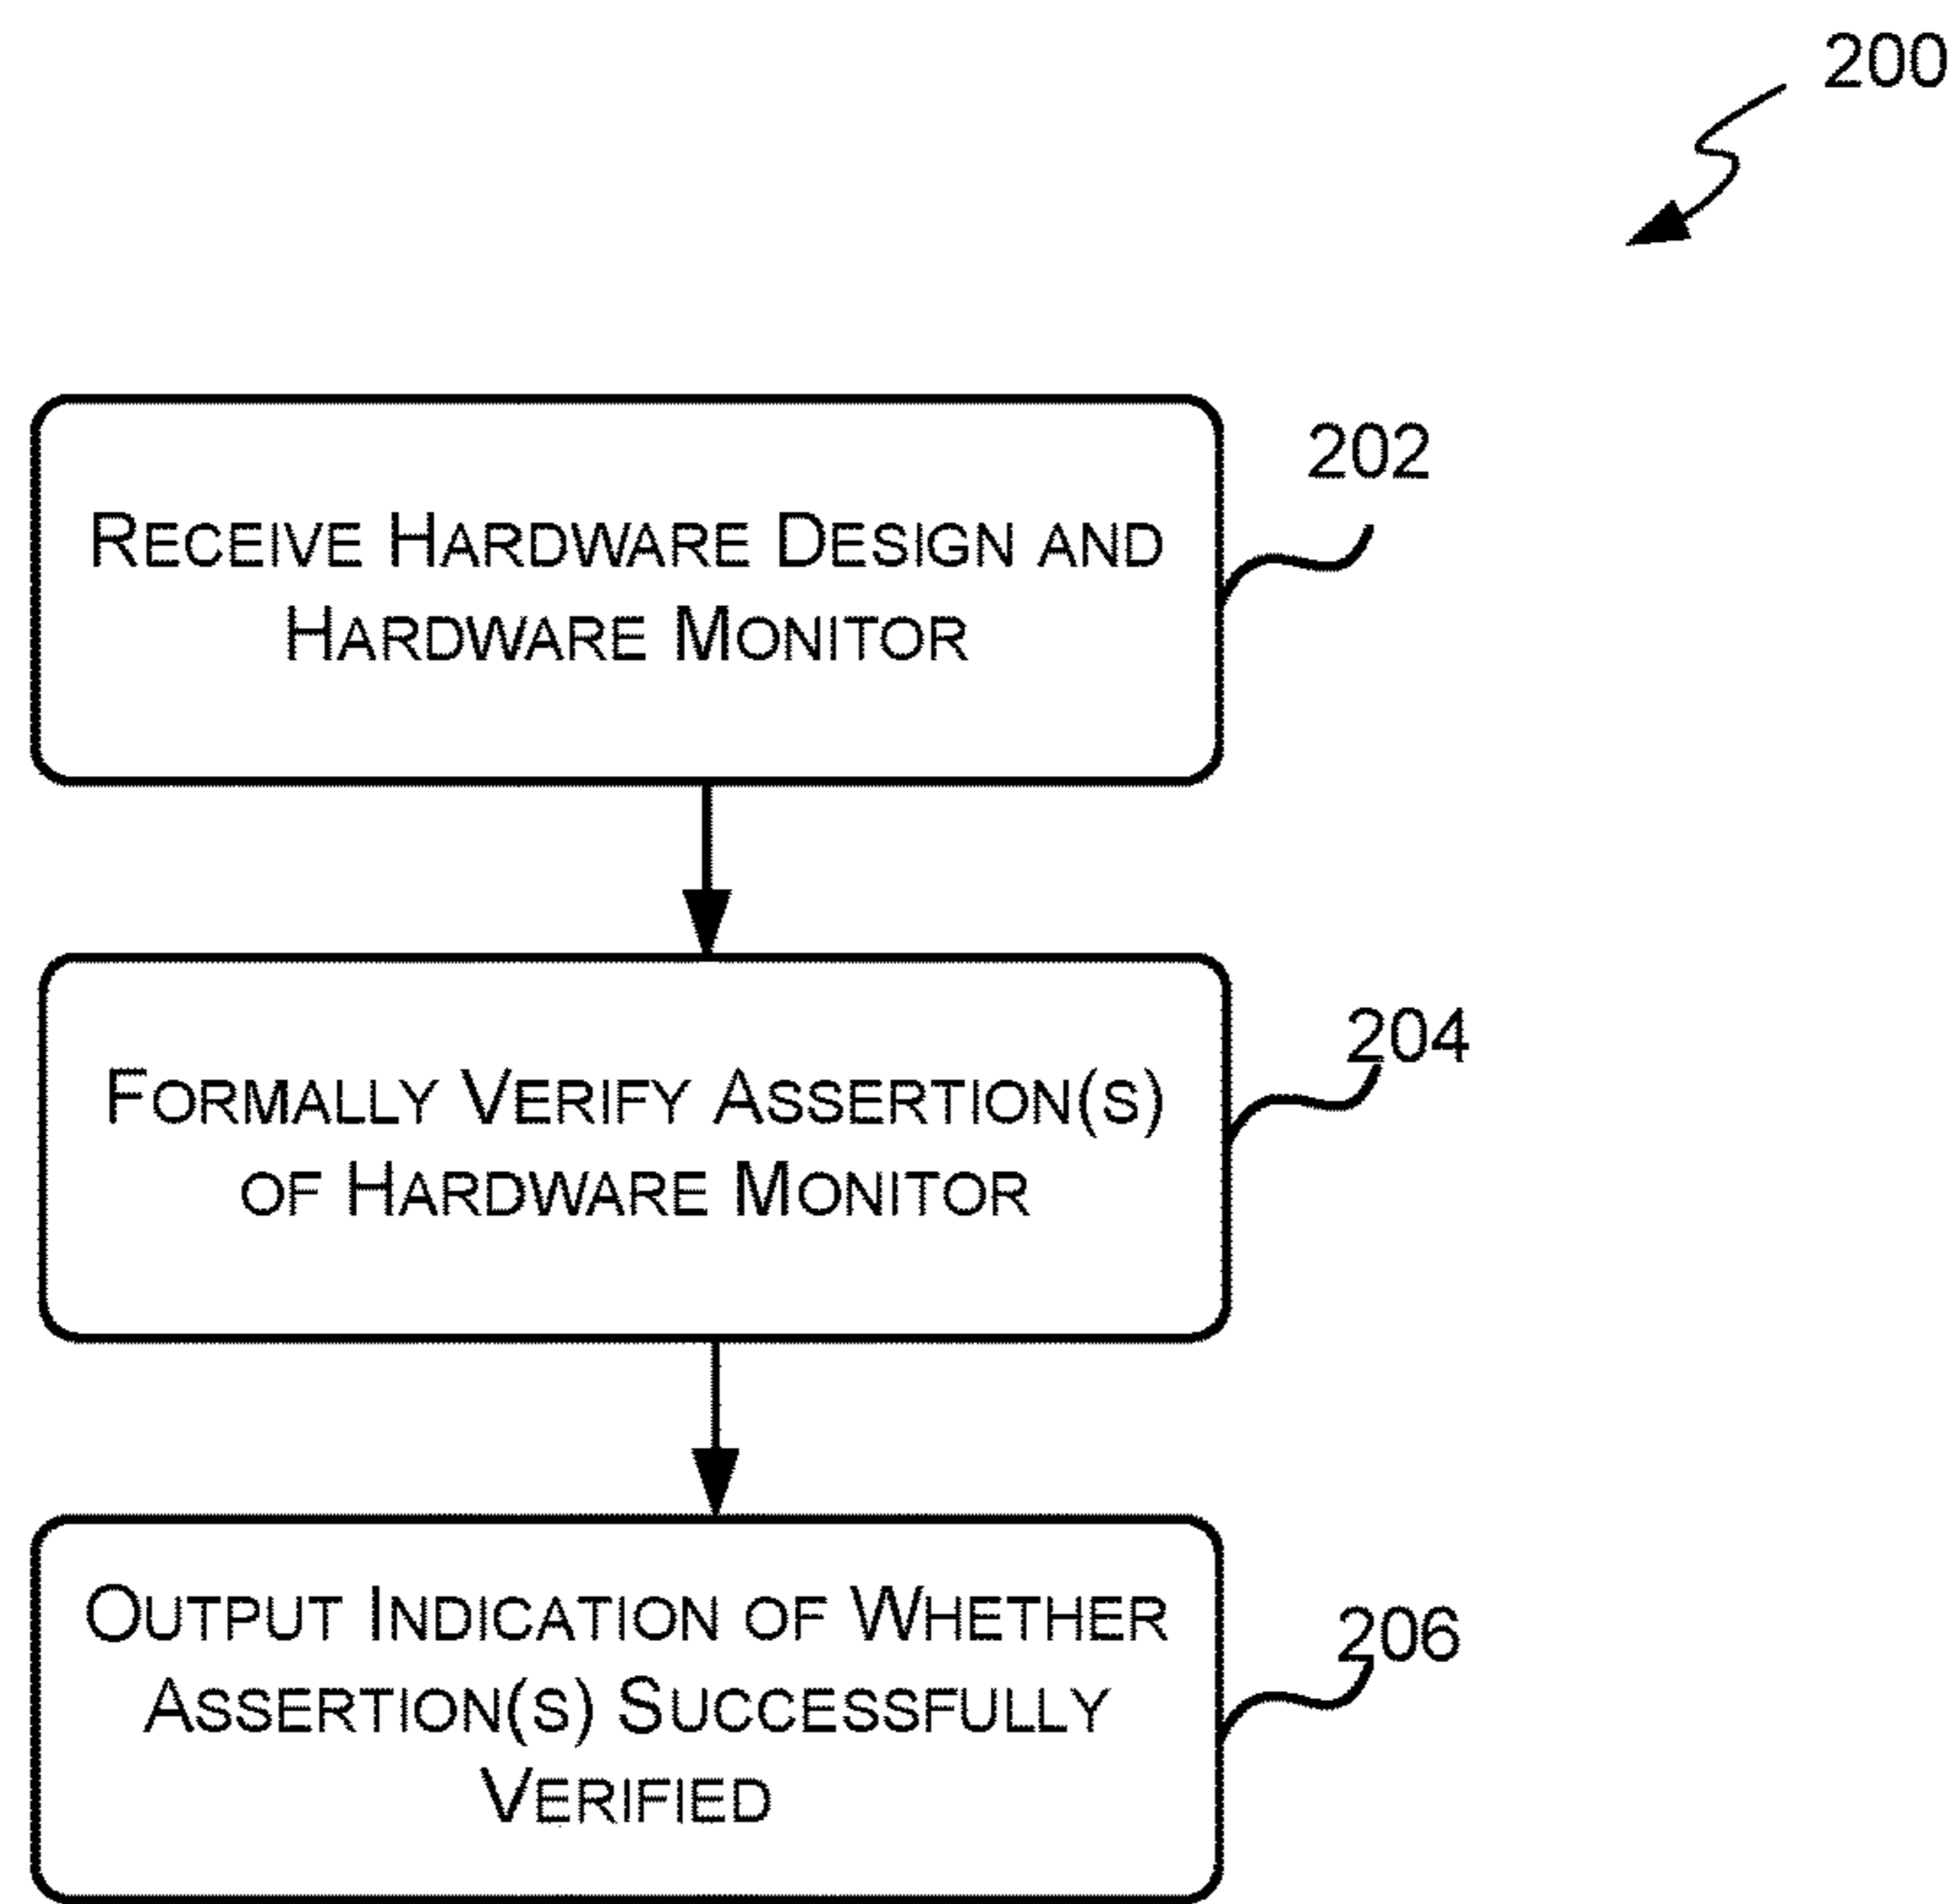 200
RECEIVE HARDWARE DESIGN AND
HARDWARE MONITOR
202
FORMALLY VERIFY ASSERTION(S)
OF HARDWARE MONITOR
204
OUTPUT INDICATION OF WHETHER
ASSERTION(S) SUCCESSFULLY
VERIFIED
206